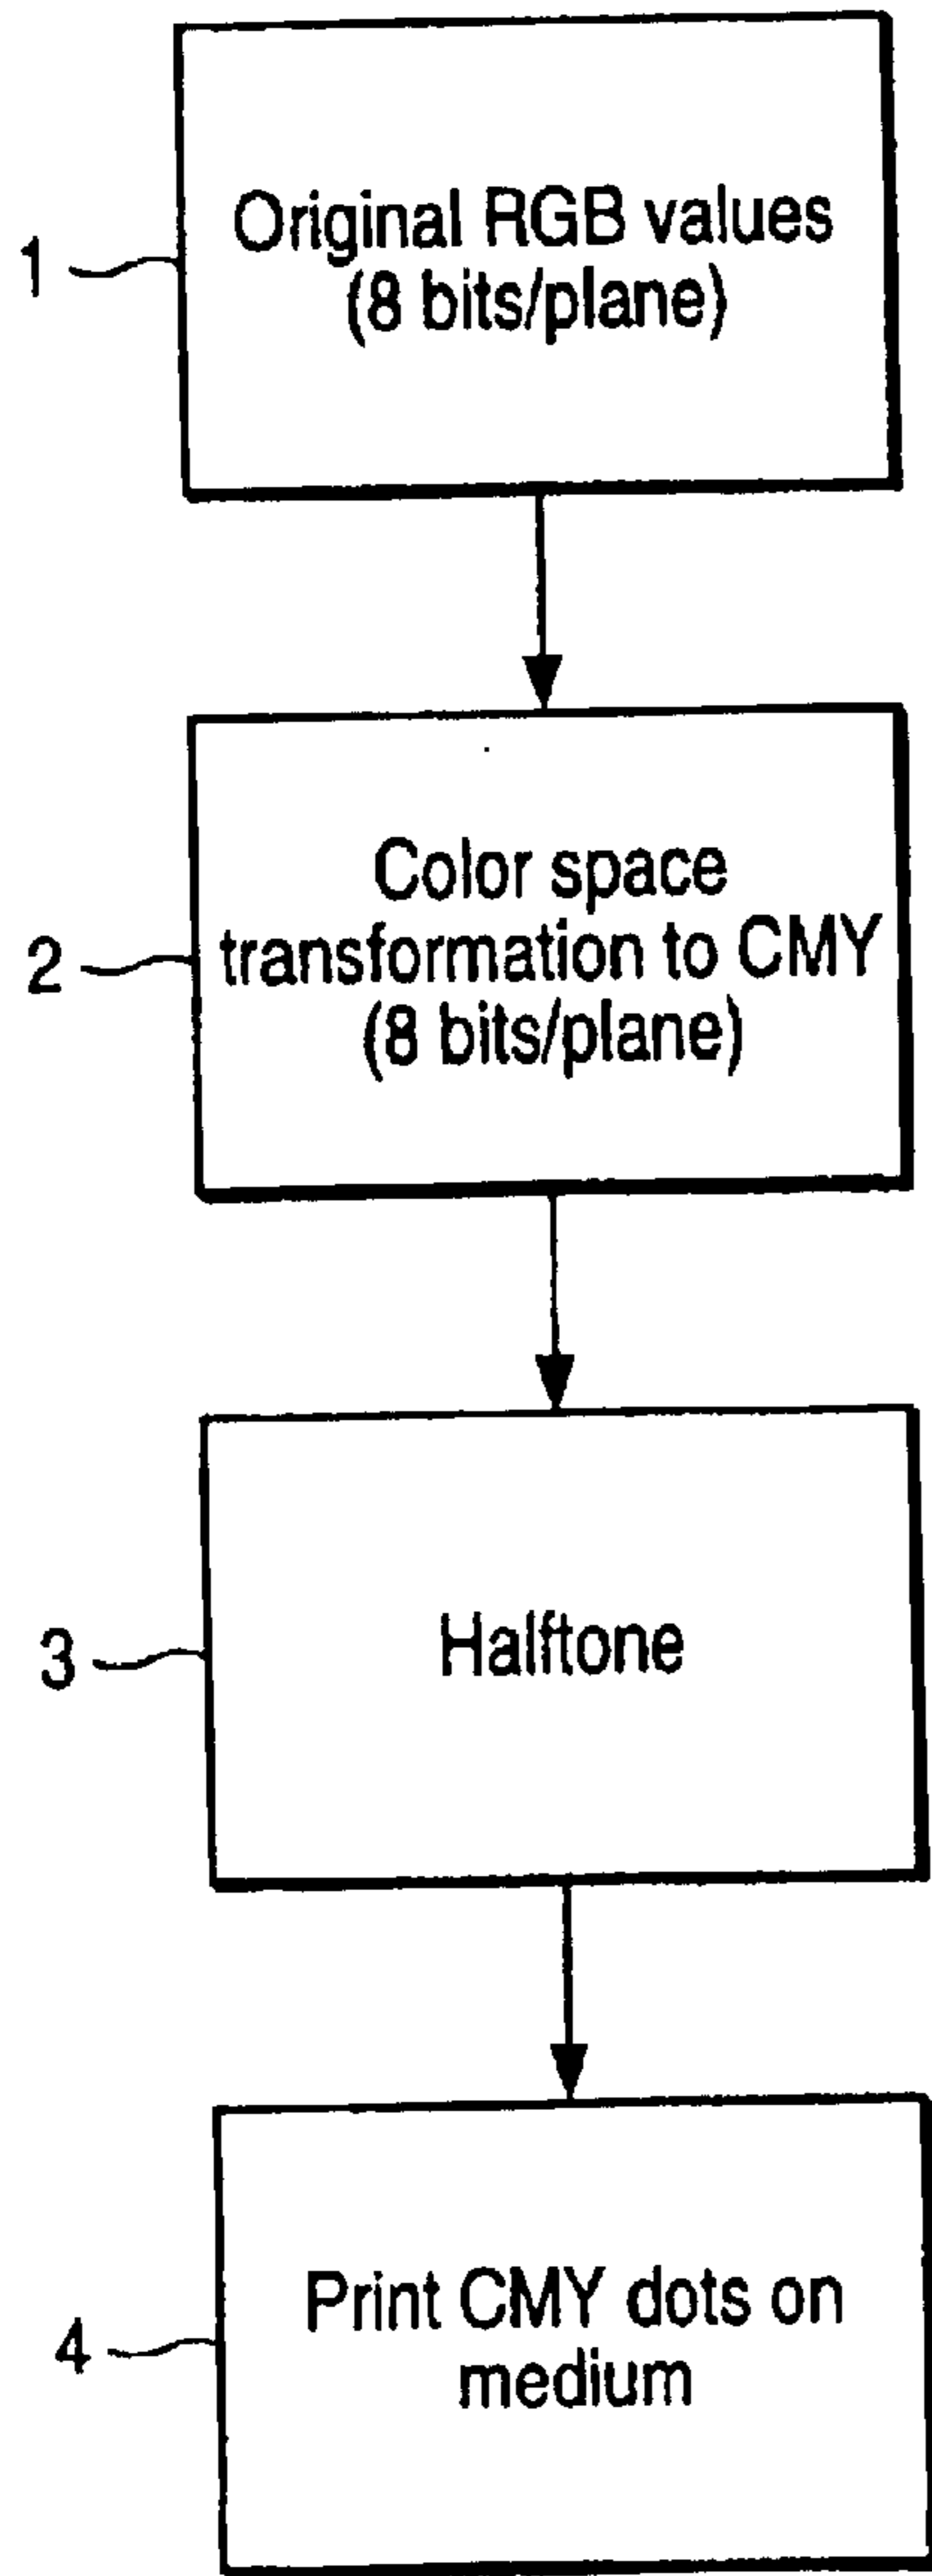 1
Original RGB values
(8 bits/plane)
2
Color space
transformation to CMY
(8 bits/plane)
3
Halftone
4
Print CMY dots on
medium